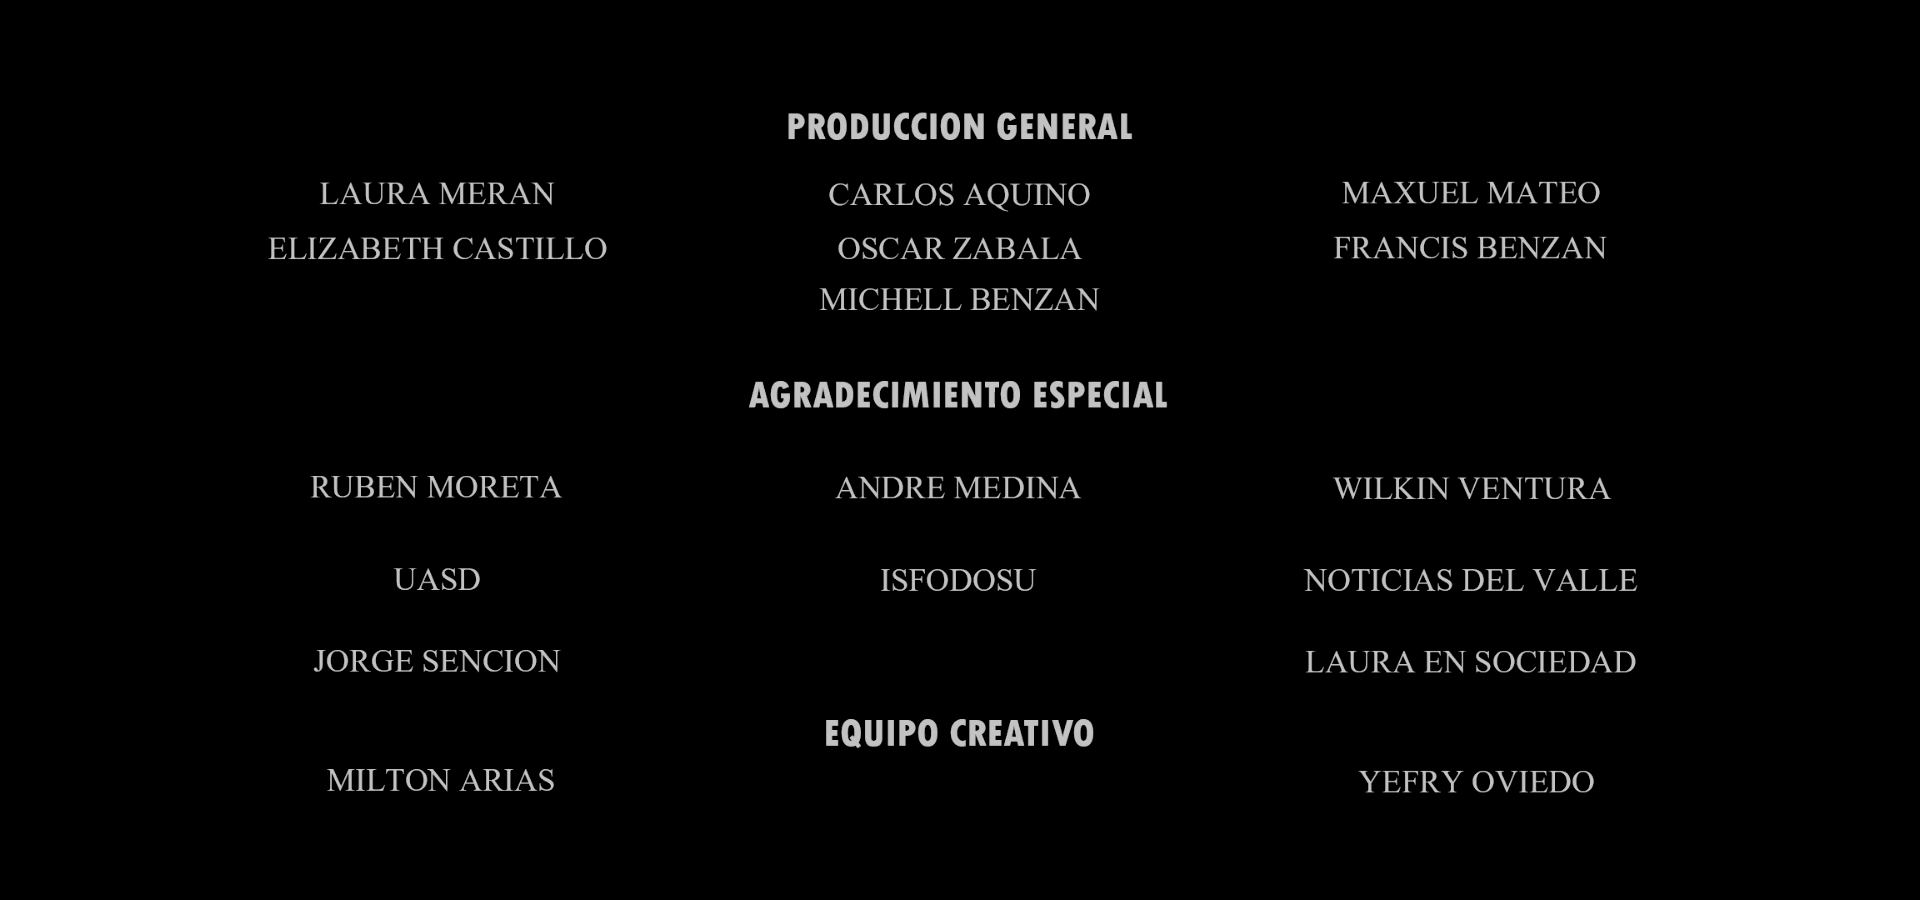 PRODUCCION GENERAL
LAURA MERAN CARLOS AQUINO MAXUEL MATEO
ELIZABETH CASTILLO OSCAR ZABALA FRANCIS BENZAN
MICHELL BENZAN
AGRADECIMIENTO ESPECIAL
RUBEN MORETA ANDRE MEDINA WILKIN VENTURA
UASD ISFODOSU NOTICIAS DEL VALLE
JORGE SENCION LAURA EN SOCIEDAD
EQUIPO CREATIVO
MILTON ARIAS YEFRY OVIEDO